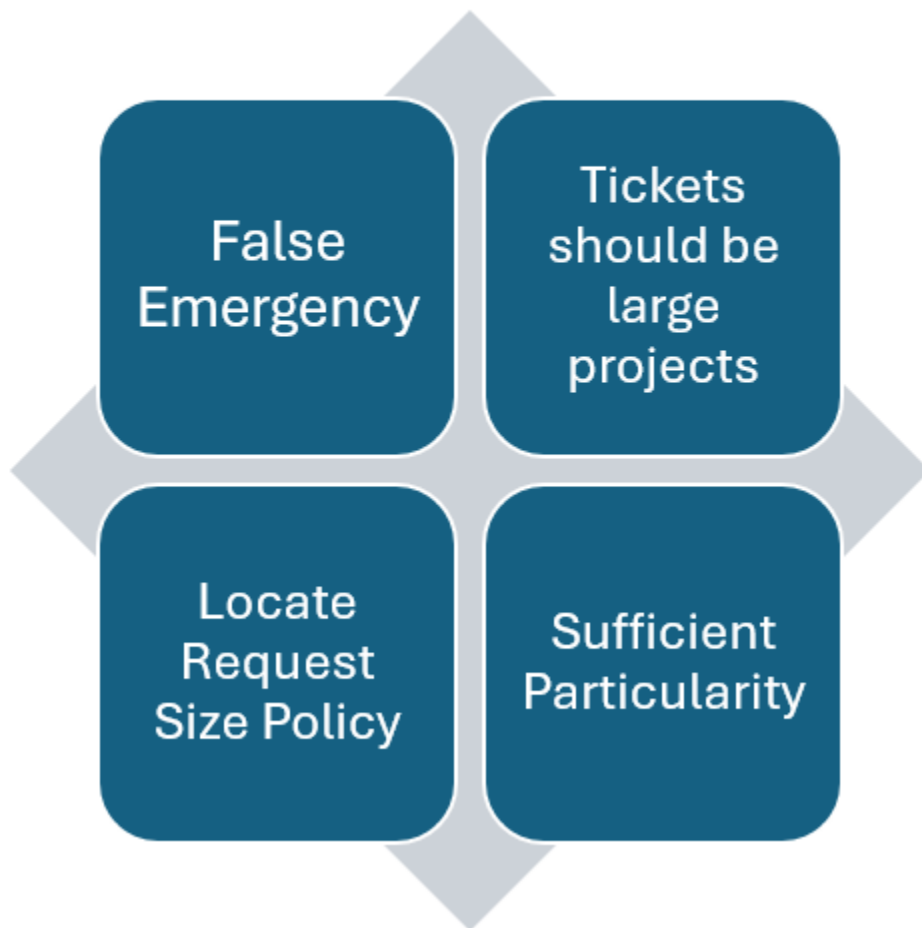 False
Emergency
Tickets
should be
large
projects
Locate
Request
Size Policy
Sufficient
Particularity